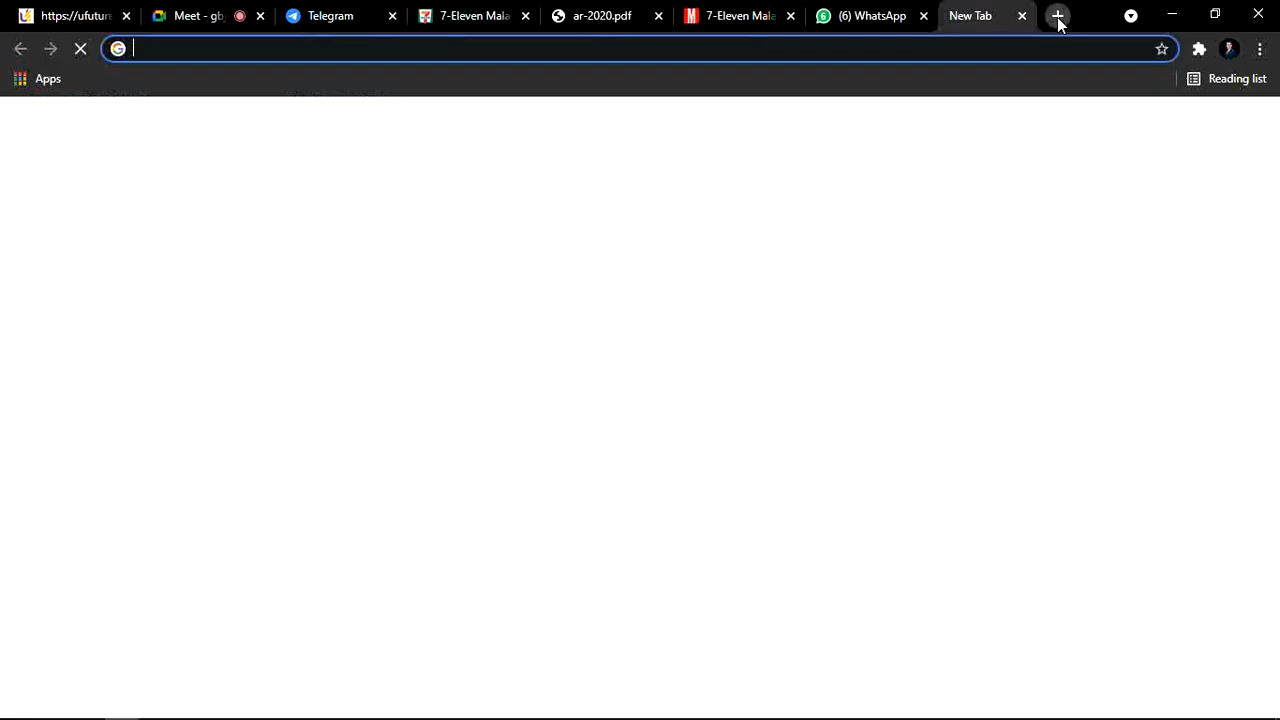 https://ufuture Meet - gb Telegram 7-Eleven Mala ar-2020.pdf 7-Eleven Mala (6) WhatsApp New Tab
Apps Reading list